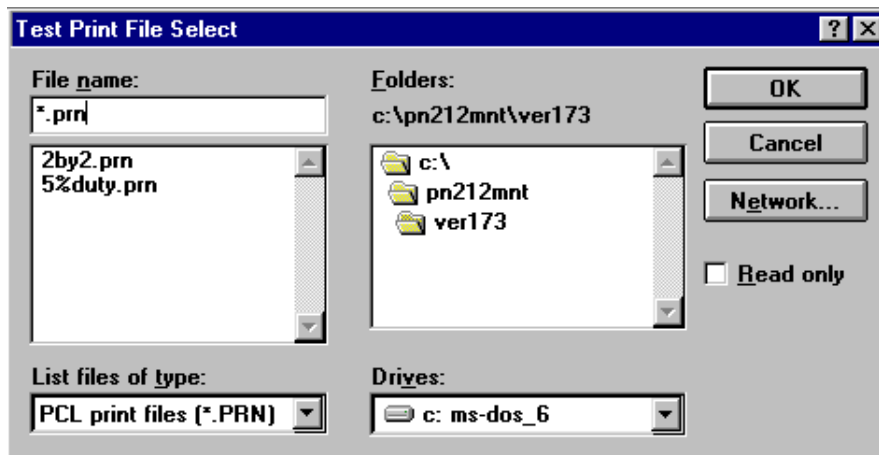 Test Print File Select
File name:
*.prn
2by2.prn
5%duty.prn
List files of type:
PCL print files (*.PRN)
Folders:
c:\pn212mnt\ver173
c:\
pn212mnt
ver173
Drives:
c: ms-dos_6
OK
Cancel
Network...
Read only